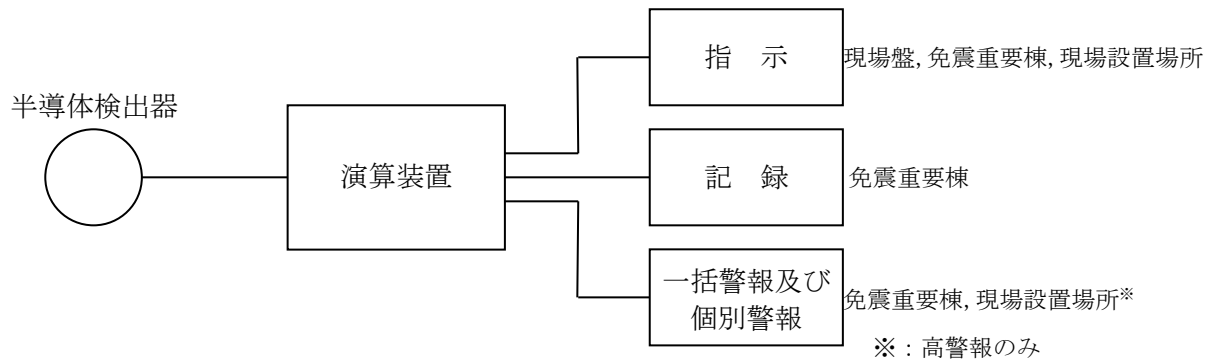 指　示
現場盤, 免震重要棟, 現場設置場所
半導体検出器
演算装置
記　録
免震重要棟
一括警報及び
個別警報
免震重要棟, 現場設置場所※
※：高警報のみ